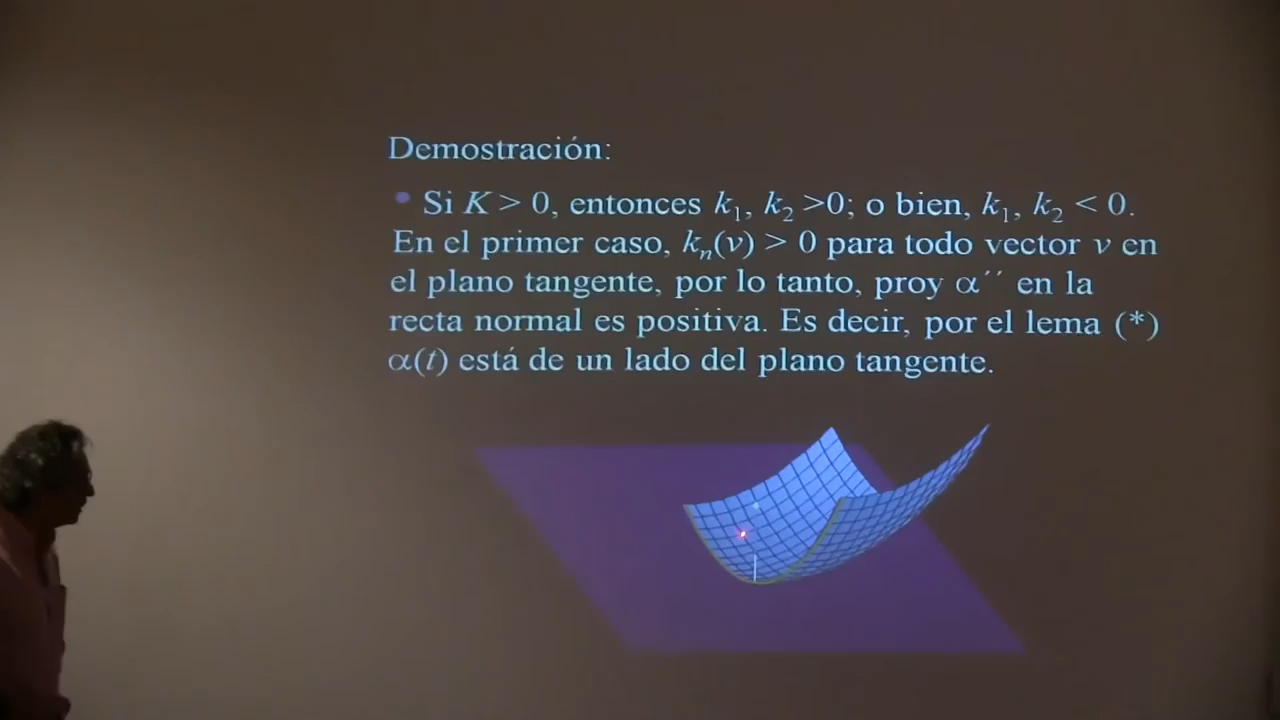 Demostración:
• Si K > 0, entonces k₁, k₂ >0; o bien, k₁, k₂ < 0.
En el primer caso, kₙ(v) > 0 para todo vector v en
el plano tangente, por lo tanto, proy α´´ en la
recta normal es positiva. Es decir, por el lema (*)
α(t) está de un lado del plano tangente.